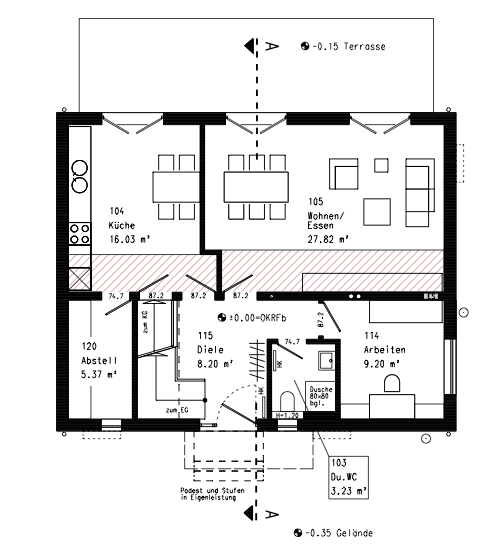 A
-0.15 Terrasse
104
Küche
16.03 m²
105
Wohnen/
Essen
27.82 m²
74.7
87.2
87.2
87.2
zum KG
±0.00=OKRFb
87.2
120
Abstell
5.37 m²
115
Diele
8.20 m²
74.7
114
Arbeiten
9.20 m²
HK
HK
Dusche
80x80
bgl.
zum EG
H=1.20
103
Du.WC
3.23 m²
Podest und Stufen
in Eigenleistung
A
-0.35 Gelände